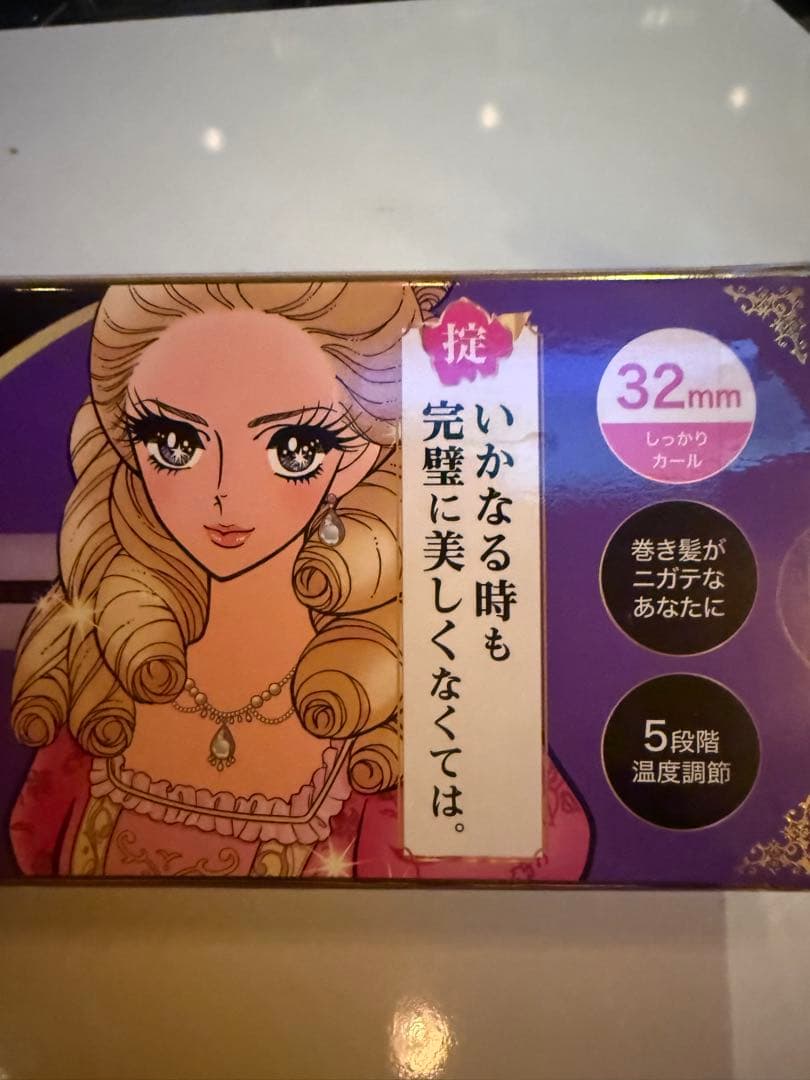 掟
いかなる時も
完璧に美しくなくては。
32mm
しっかり
カール
巻き髪が
ニガテな
あなたに
5段階
温度調節